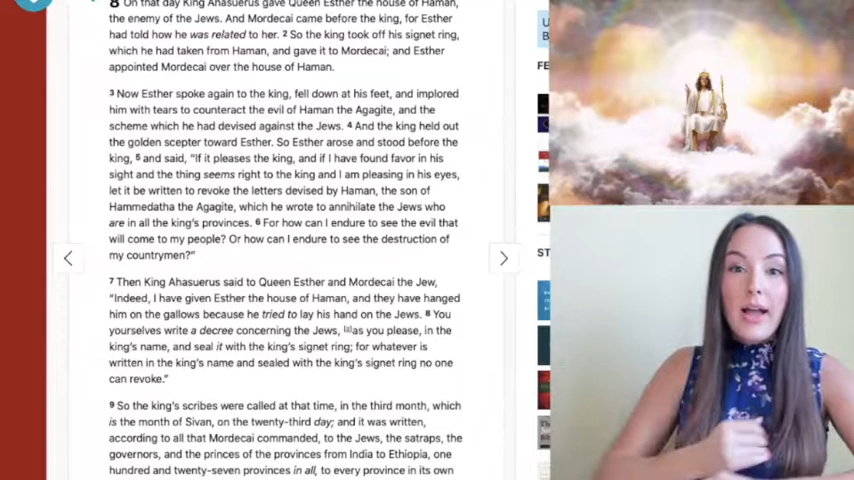 8 On that day King Ahasuerus gave Queen Esther the house of Haman,
the enemy of the Jews. And Mordecai came before the king, for Esther
had told how he was related to her. 2 So the king took off his signet ring,
which he had taken from Haman, and gave it to Mordecai; and Esther
appointed Mordecai over the house of Haman.
3 Now Esther spoke again to the king, fell down at his feet, and implored
him with tears to counteract the evil of Haman the Agagite, and the
scheme which he had devised against the Jews. 4 And the king held out
the golden scepter toward Esther. So Esther arose and stood before the
king, 5 and said, "If it pleases the king, and if I have found favor in his
sight and the thing seems right to the king and I am pleasing in his eyes,
let it be written to revoke the letters devised by Haman, the son of
Hammedatha the Agagite, which he wrote to annihilate the Jews who
are in all the king's provinces. 6 For how can I endure to see the evil that
will come to my people? Or how can I endure to see the destruction of
my countrymen?"
7 Then King Ahasuerus said to Queen Esther and Mordecai the Jew,
"Indeed, I have given Esther the house of Haman, and they have hanged
him on the gallows because he tried to lay his hand on the Jews. 8 You
yourselves write a decree concerning the Jews, [a]as you please, in the
king's name, and seal it with the king's signet ring; for whatever is
written in the king's name and sealed with the king's signet ring no one
can revoke."
9 So the king's scribes were called at that time, in the third month, which
is the month of Sivan, on the twenty-third day; and it was written,
according to all that Mordecai commanded, to the Jews, the satraps, the
governors, and the princes of the provinces from India to Ethiopia, one
hundred and twenty-seven provinces in all, to every province in its own
U
B
FE
ST